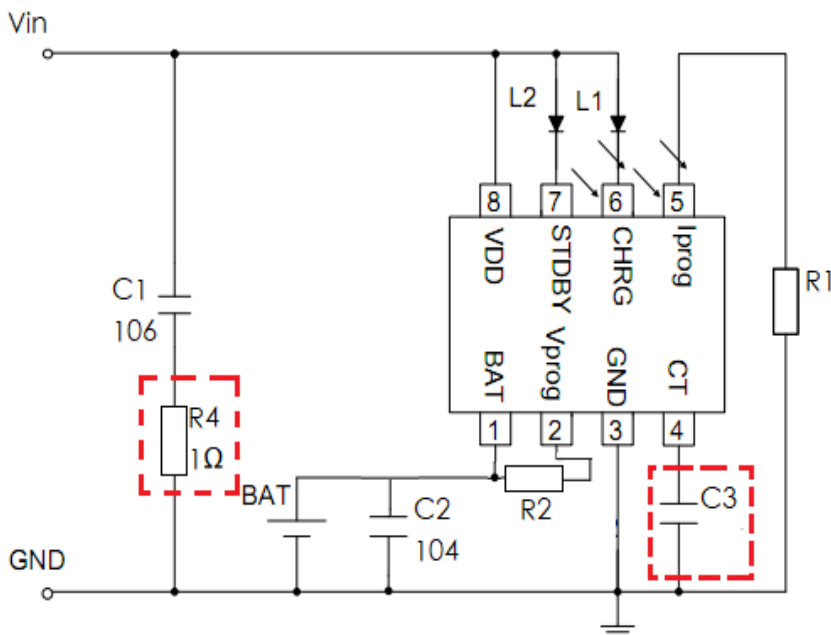 Vin
L2
L1
8
7
6
5
VDD
STDBY
CHRG
Iprog
C1
106
R1
BAT
Vprog
GND
CT
1
2
3
4
R4
1Ω
BAT
R2
C2
104
C3
GND